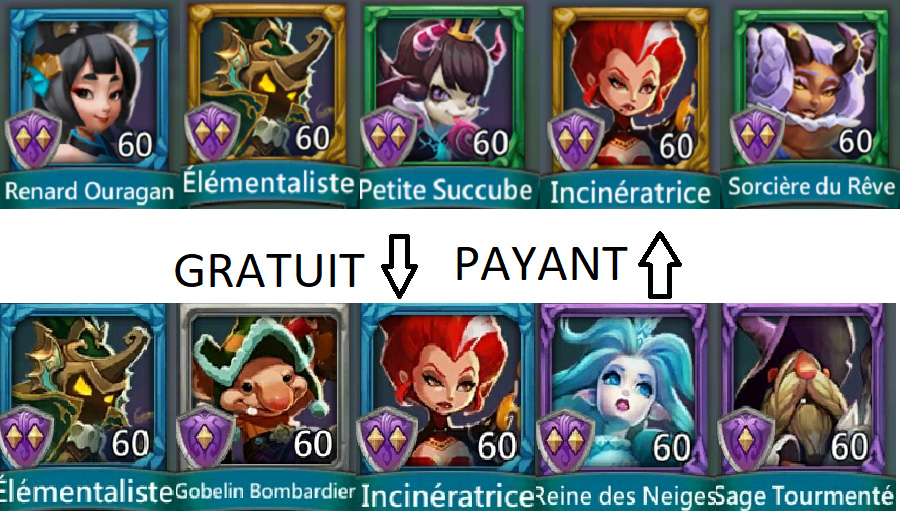 60 60 60 60 60
Renard Ouragan Élémentaliste Petite Succube Incinératrice Sorcière du Rêve
GRATUIT PAYANT
60 60 60 60 60
Élémentaliste Gobelin Bombardier Incinératrice Reine des Neiges Sage Tourmenté